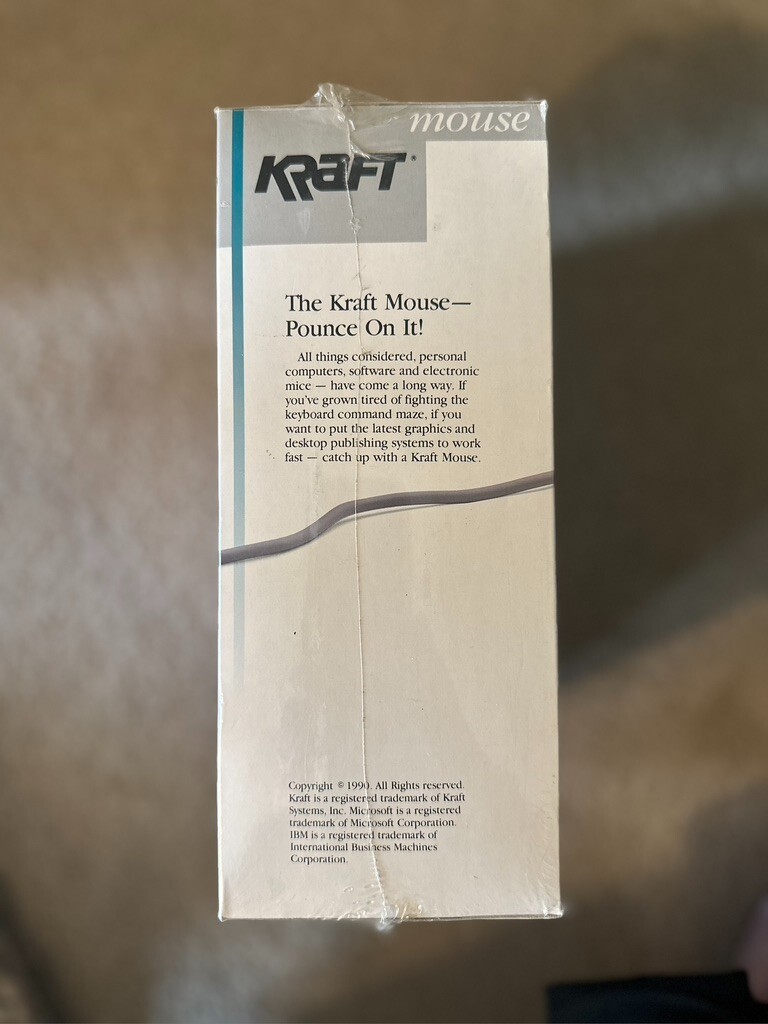 mouse
KRAFT®
The Kraft Mouse—
Pounce On It!
All things considered, personal
computers, software and electronic
mice — have come a long way. If
you've grown tired of fighting the
keyboard command maze, if you
want to put the latest graphics and
desktop publishing systems to work
fast — catch up with a Kraft Mouse.
Copyright © 1990. All Rights reserved.
Kraft is a registered trademark of Kraft
Systems, Inc. Microsoft is a registered
trademark of Microsoft Corporation.
IBM is a registered trademark of
International Business Machines
Corporation.